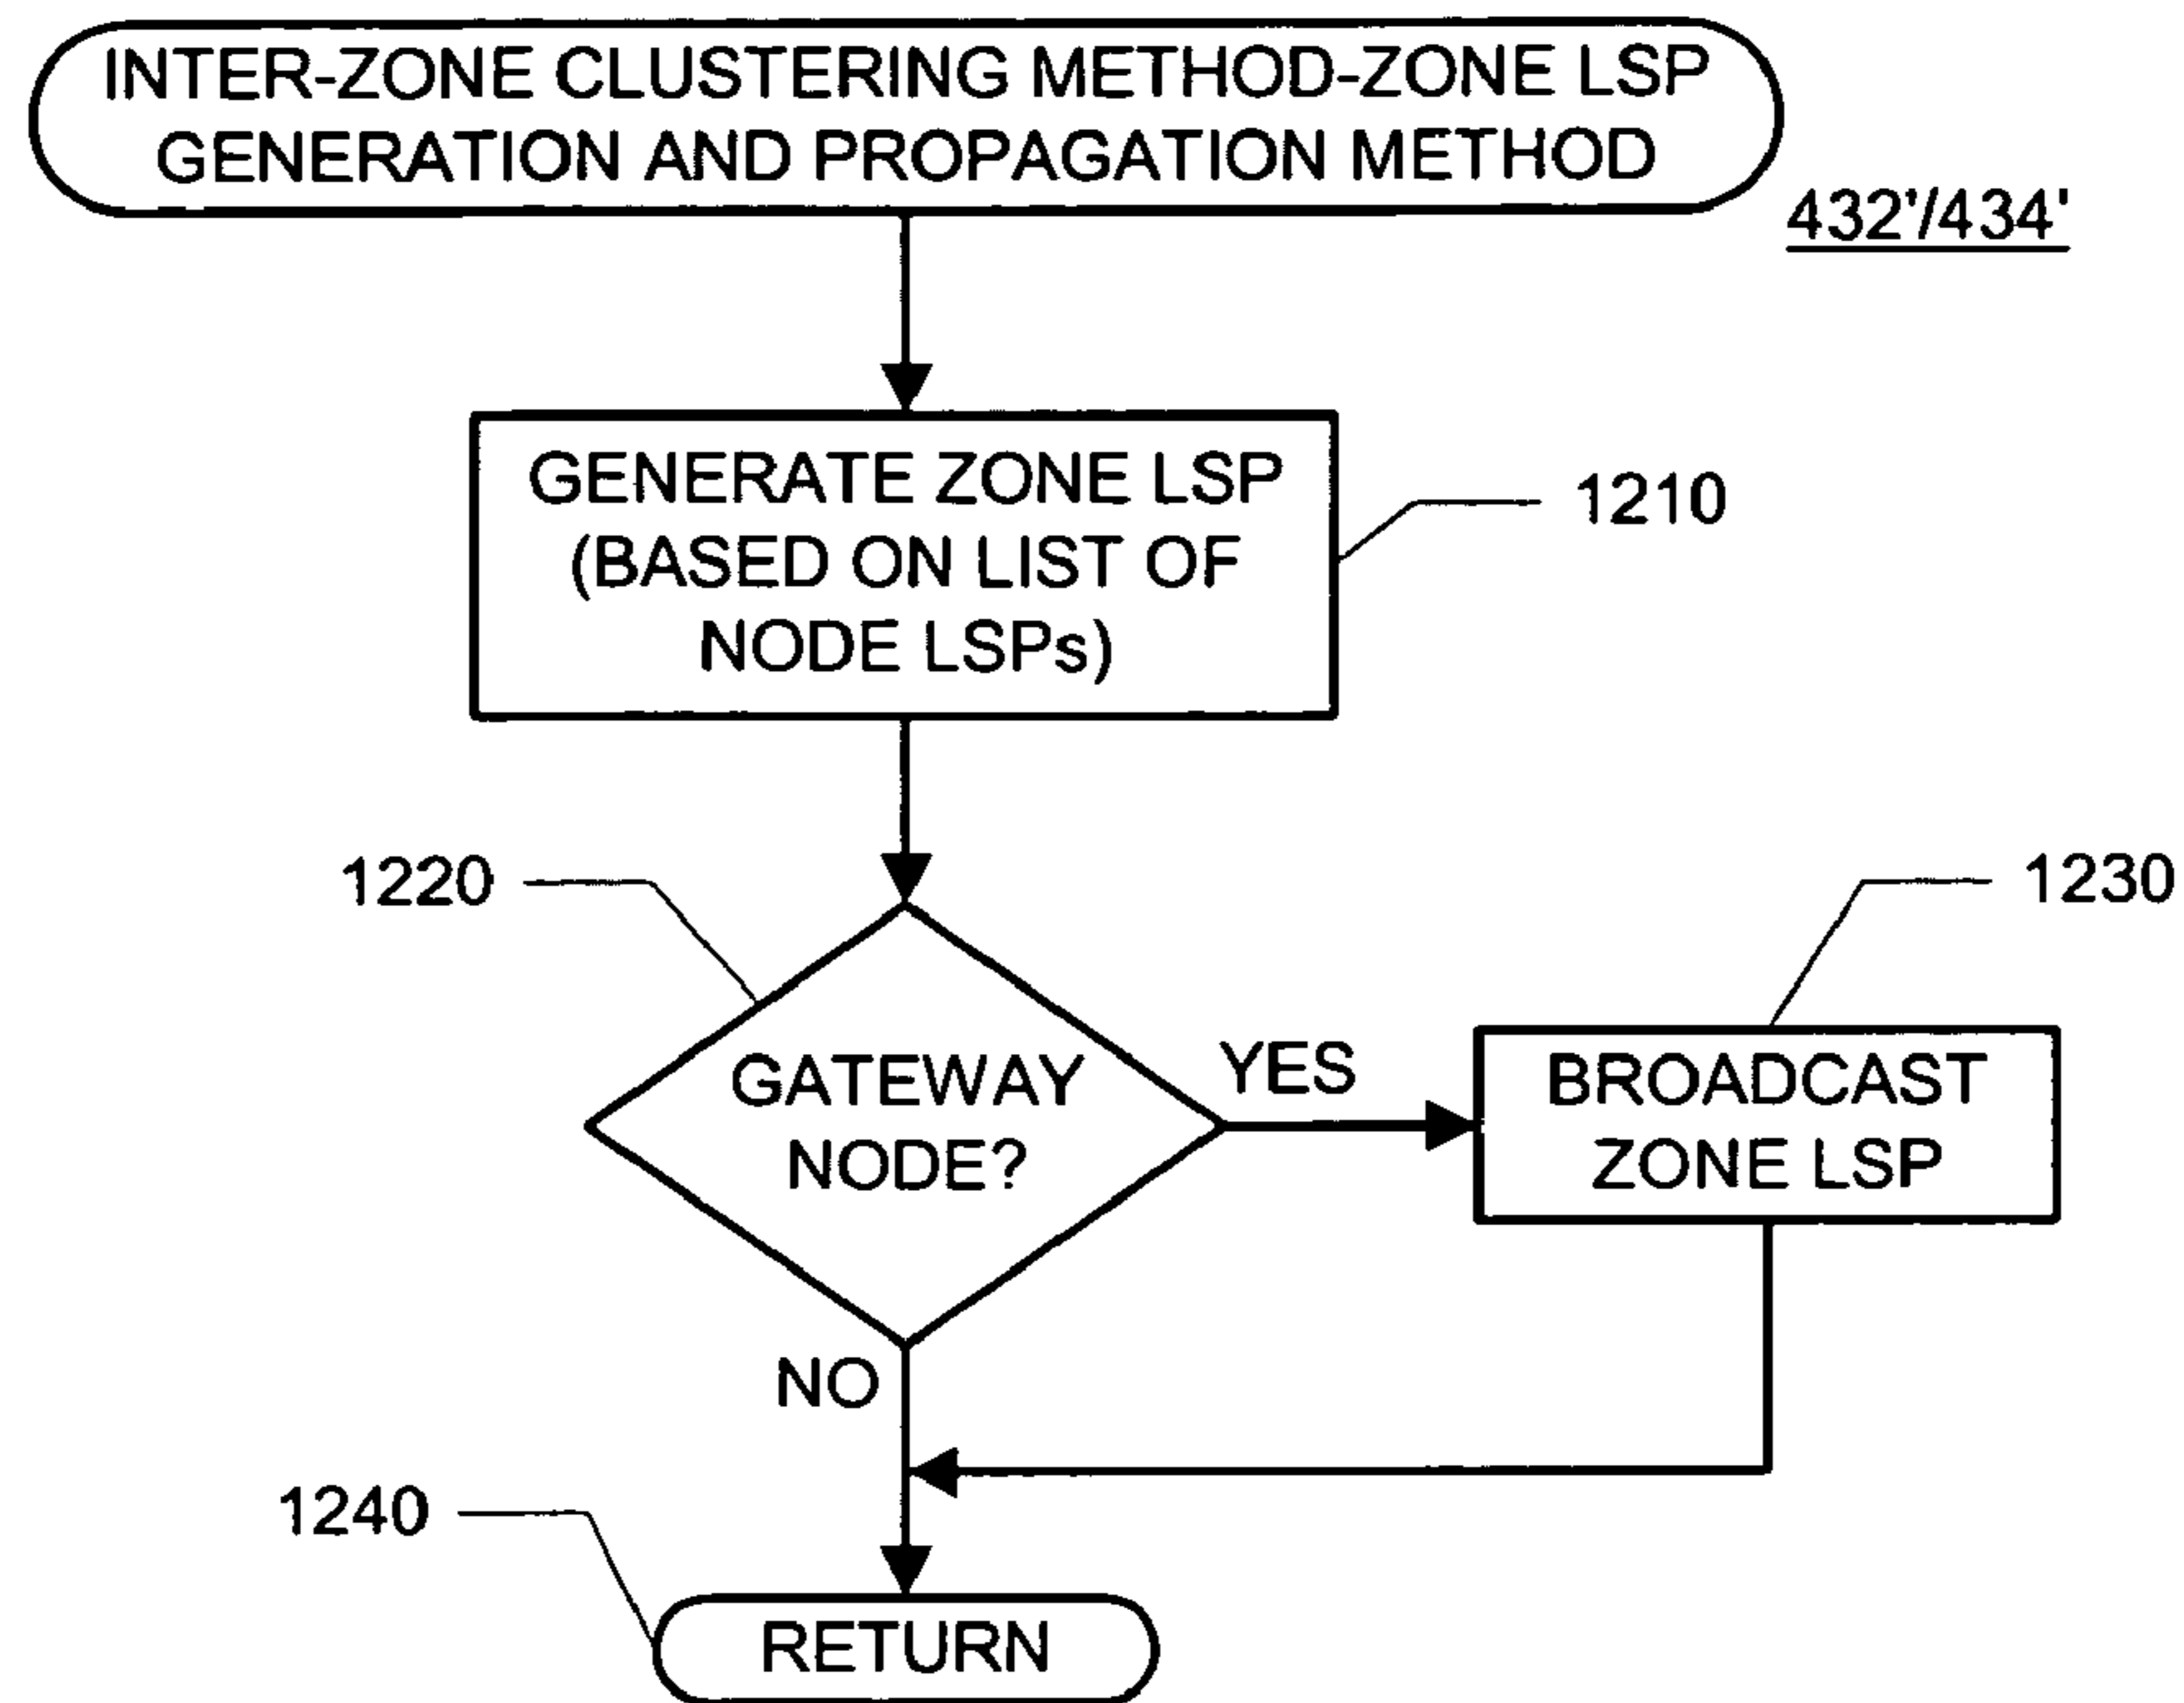 INTER-ZONE CLUSTERING METHOD-ZONE LSP
GENERATION AND PROPAGATION METHOD
432'/434'
GENERATE ZONE LSP
(BASED ON LIST OF
NODE LSPs)
1210
1220
1230
GATEWAY
NODE?
YES
BROADCAST
ZONE LSP
NO
1240
RETURN